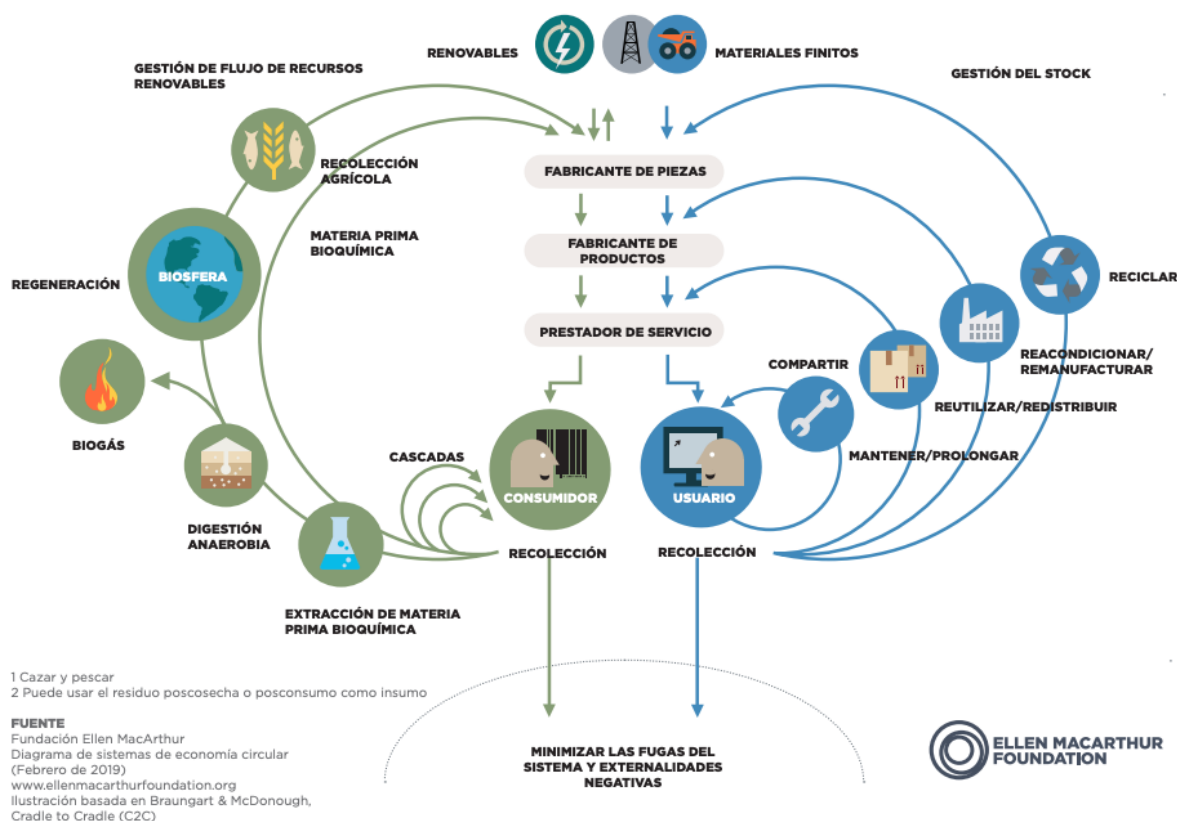 RENOVABLES
MATERIALES FINITOS
GESTIÓN DE FLUJO DE RECURSOS
RENOVABLES
GESTIÓN DEL STOCK
RECOLECCIÓN
AGRÍCOLA
FABRICANTE DE PIEZAS
MATERIA PRIMA
BIOQUÍMICA
FABRICANTE DE
PRODUCTOS
BIOSFERA
REGENERACIÓN
RECICLAR
PRESTADOR DE SERVICIO
COMPARTIR
REACONDICIONAR/
REMANUFACTURAR
REUTILIZAR/REDISTRIBUIR
BIOGÁS
CASCADAS
MANTENER/PROLONGAR
CONSUMIDOR
USUARIO
DIGESTIÓN
ANAEROBIA
RECOLECCIÓN
RECOLECCIÓN
EXTRACCIÓN DE MATERIA
PRIMA BIOQUÍMICA
1 Cazar y pescar
2 Puede usar el residuo poscosecha o posconsumo como insumo
FUENTE
Fundación Ellen MacArthur
Diagrama de sistemas de economía circular
(Febrero de 2019)
www.ellenmacarthurfoundation.org
Ilustración basada en Braungart & McDonough,
Cradle to Cradle (C2C)
MINIMIZAR LAS FUGAS DEL
SISTEMA Y EXTERNALIDADES
NEGATIVAS
ELLEN MACARTHUR
FOUNDATION